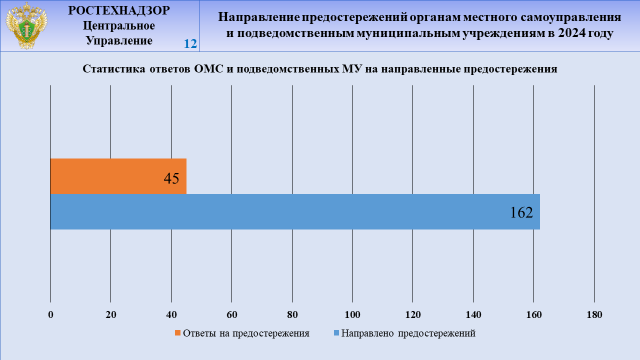 РОСТЕХНАДЗОР
Центральное
Управление
12
Направление предостережений органам местного самоуправления
и подведомственным муниципальным учреждениям в 2024 году
Статистика ответов ОМС и подведомственных МУ на направленные предостережения
45
162
0 20 40 60 80 100 120 140 160 180
Ответы на предостережения Направлено предостережений